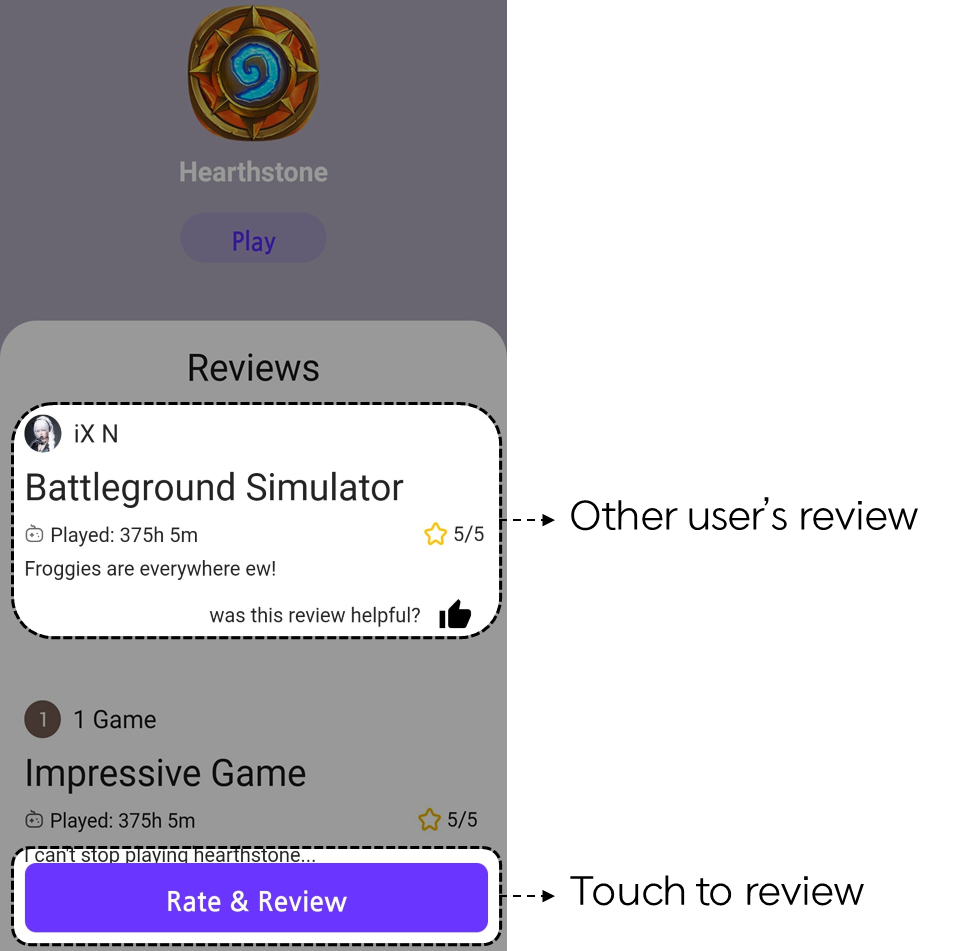 Hearthstone
Play
Reviews
iX N
Battleground Simulator
Played: 375h 5m 5/5
Froggies are everywhere ew!
was this review helpful?
Other user's review
1 1 Game
Impressive Game
Played: 375h 5m 5/5
I can't stop playing hearthstone...
Rate & Review
Touch to review